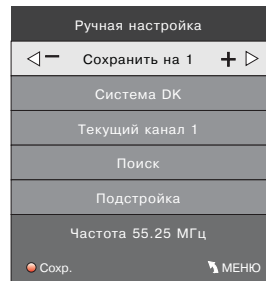 Ручная настройка
− Сохранить на 1 +
Система DK
Текущий канал 1
Поиск
Подстройка
Частота 55.25 МГц
Сохр. МЕНЮ